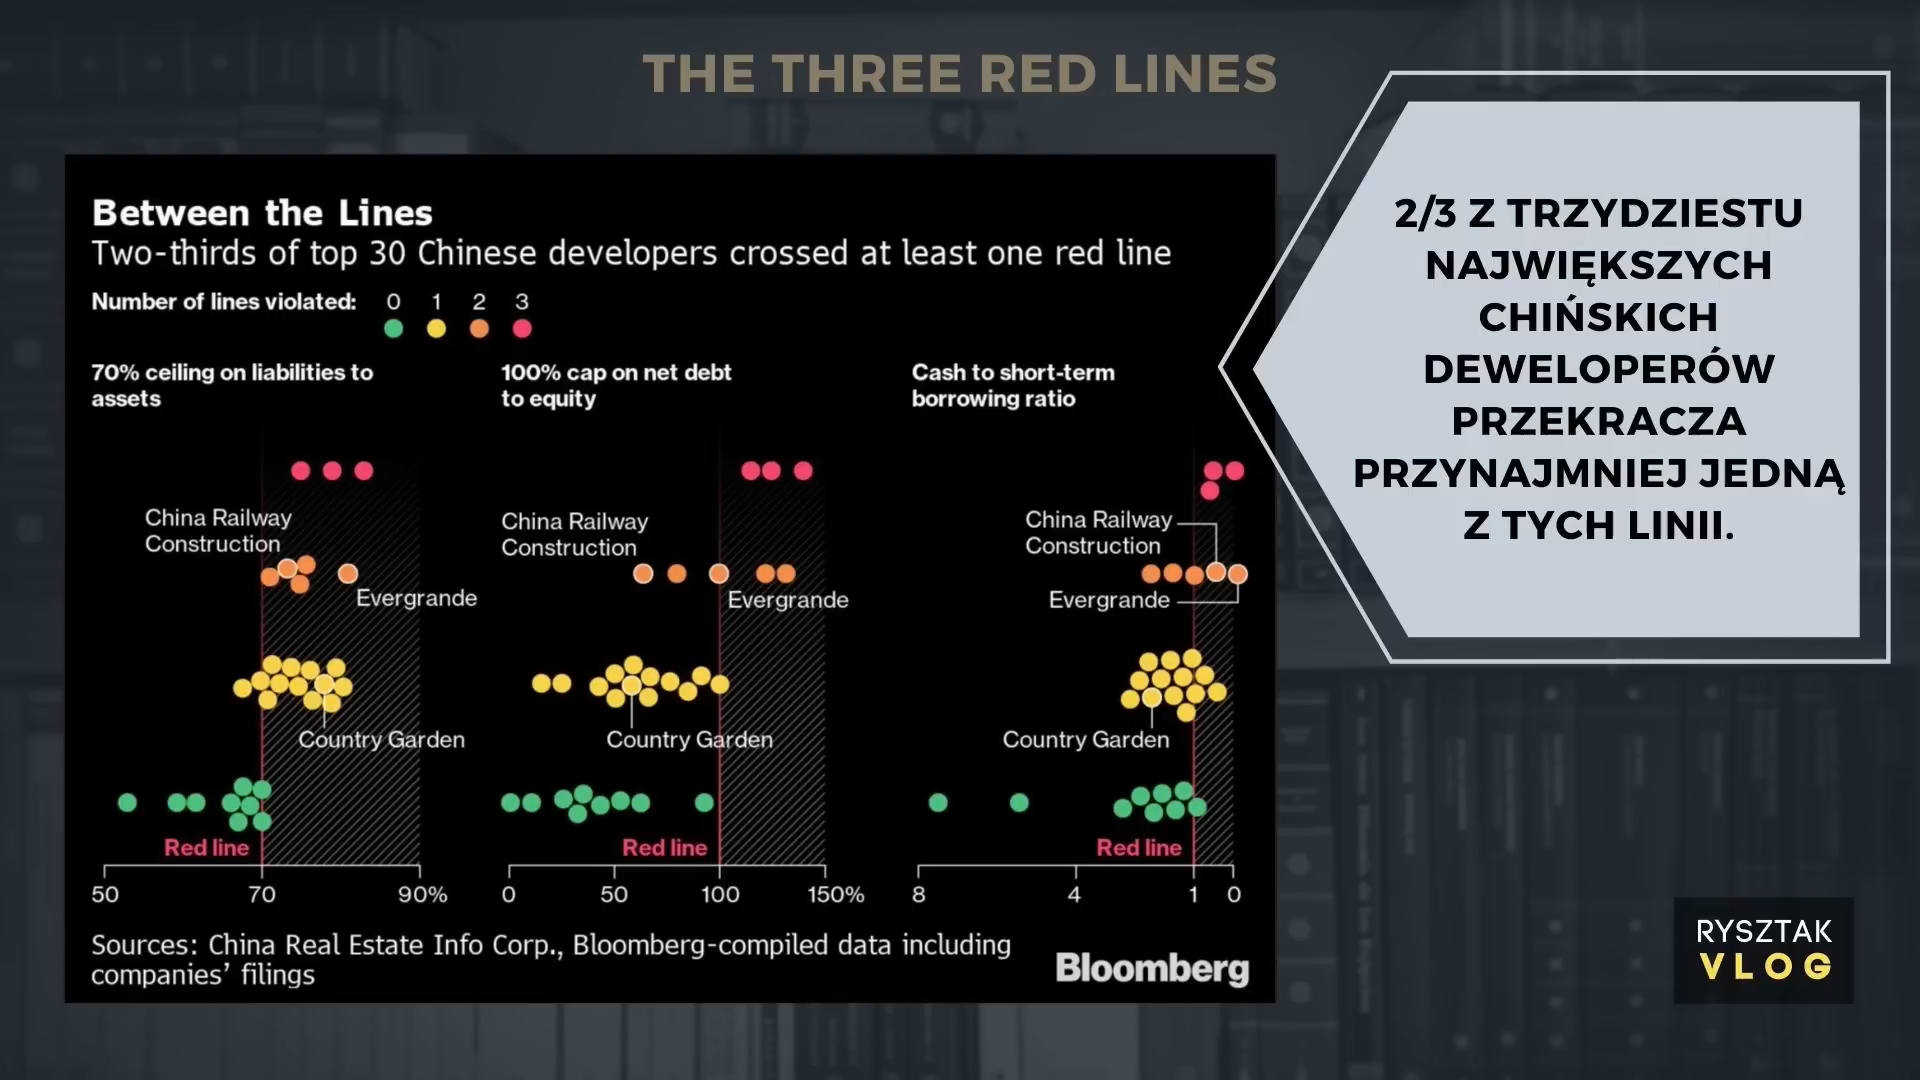 THE THREE RED LINES
Between the Lines
Two-thirds of top 30 Chinese developers crossed at least one red line
Number of lines violated: 0 1 2 3
70% ceiling on liabilities to
assets
China Railway
Construction
Evergrande
Country Garden
Red line
50 70 90%
100% cap on net debt
to equity
China Railway
Construction
Evergrande
Country Garden
Red line
0 50 100 150%
Cash to short-term
borrowing ratio
China Railway
Construction
Evergrande
Country Garden
Red line
8 4 1 0
Sources: China Real Estate Info Corp., Bloomberg-compiled data including
companies’ filings
Bloomberg
2/3 Z TRZYDZIESTU
NAJWIĘKSZYCH
CHIŃSKICH
DEWELOPERÓW
PRZEKRACZA
PRZYNAJMNIEJ JEDNĄ
Z TYCH LINII.
RYSZTAK
VLOG